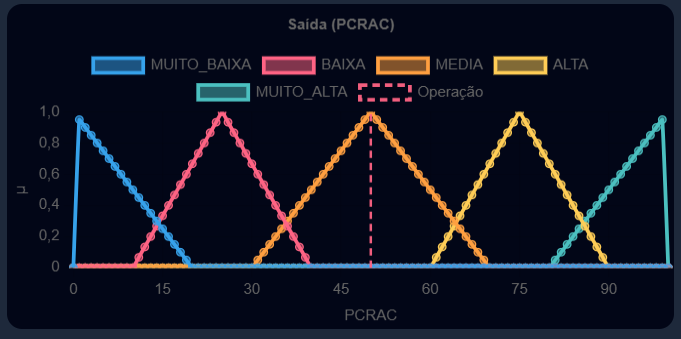 Saída (PCRAC)
MUITO_BAIXA BAIXA MEDIA ALTA
MUITO_ALTA Operação
1,0
0,8
0,6
0,4
0,2
0
μ
0 15 30 45 60 75 90
PCRAC